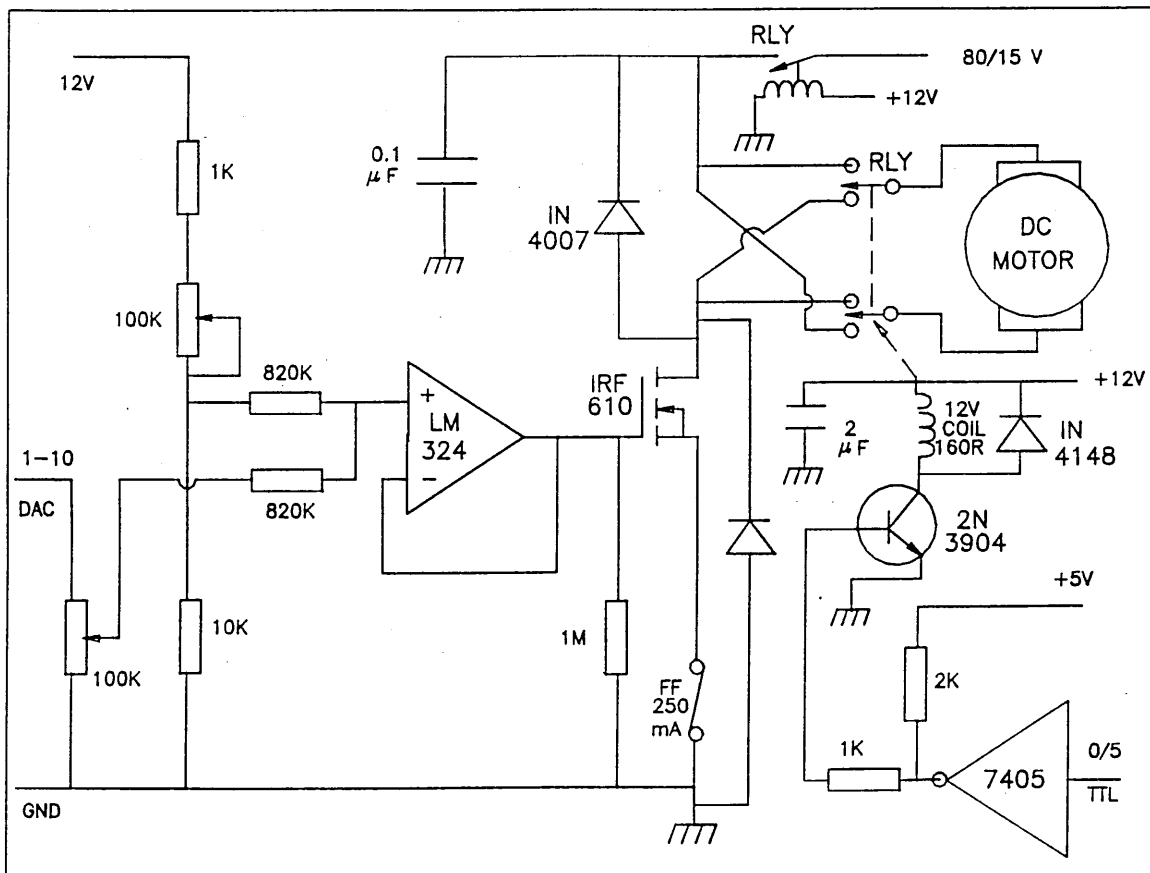 RLY
80/15 V
12V
+12V
0.1
µF
1K
RLY
IN
4007
DC
MOTOR
100K
820K
IRF
610
+12V
+
LM
324
−
2
µF
12V
COIL
160R
IN
4148
1-10
DAC
820K
2N
3904
+5V
10K
1M
100K
FF
250
mA
2K
1K
7405
0/5
TTL
GND